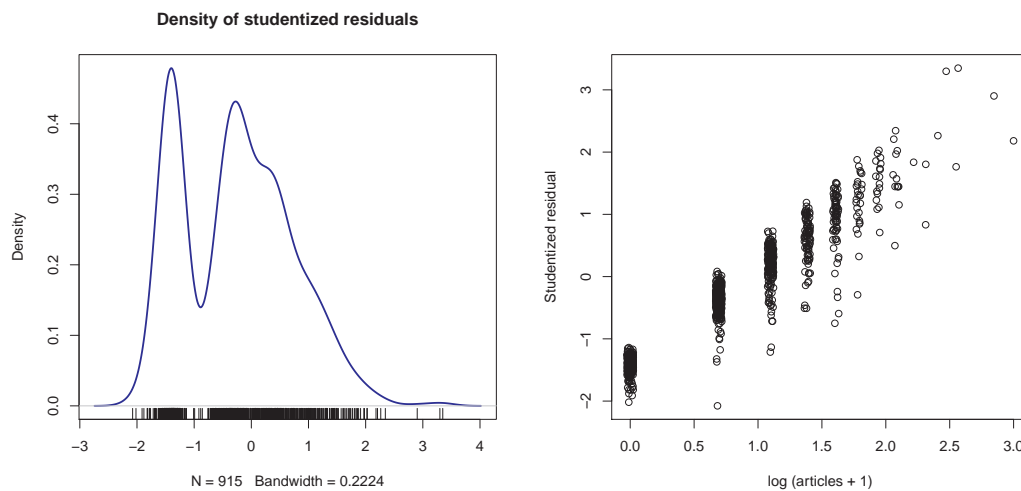 Density of studentized residuals
Density
0.0 0.1 0.2 0.3 0.4
−3 −2 −1 0 1 2 3 4
N = 915 Bandwidth = 0.2224
Studentized residual
−2 −1 0 1 2 3
0.0 0.5 1.0 1.5 2.0 2.5 3.0
log (articles + 1)